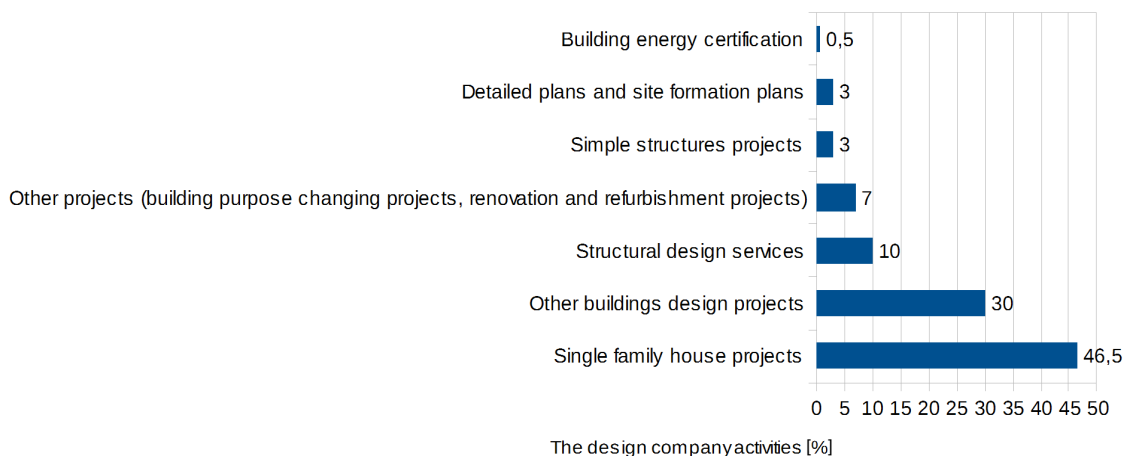 Building energy certification 0,5
Detailed plans and site formation plans 3
Simple structures projects 3
Other projects (building purpose changing projects, renovation and refurbishment projects) 7
Structural design services 10
Other buildings design projects 30
Single family house projects 46,5
0 5 10 15 20 25 30 35 40 45 50
The design company activities [%]